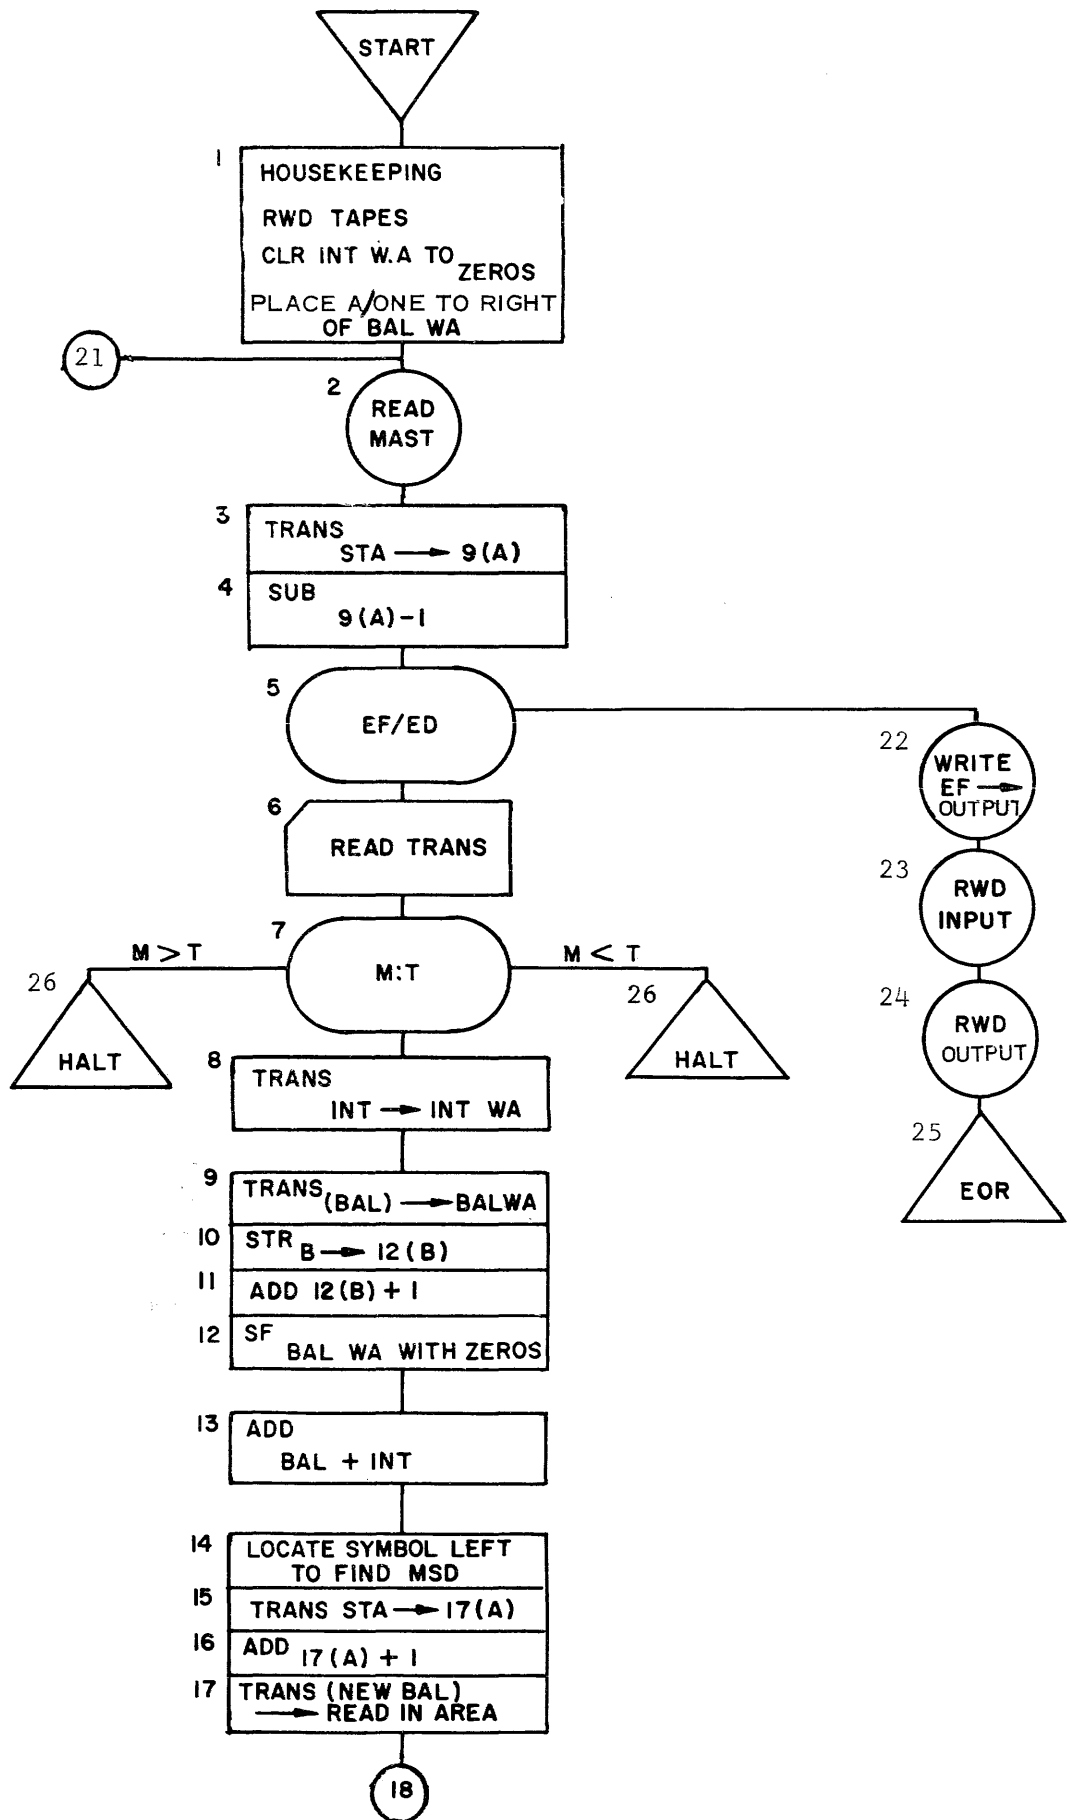 START
1
HOUSEKEEPING
RWD TAPES
CLR INT W.A TO ZEROS
PLACE A/ONE TO RIGHT
OF BAL WA
21
2
READ
MAST
3
TRANS
STA → 9(A)
4
SUB
9(A)-1
5
EF/ED
6
READ TRANS
7
M:T
M > T
26
HALT
M < T
26
HALT
8
TRANS
INT → INT WA
9
TRANS (BAL) → BALWA
10
STR B → 12(B)
11
ADD 12(B) + 1
12
SF
BAL WA WITH ZEROS
13
ADD
BAL + INT
14
LOCATE SYMBOL LEFT
TO FIND MSD
15
TRANS STA → 17(A)
16
ADD 17(A) + 1
17
TRANS (NEW BAL)
→ READ IN AREA
18
22
WRITE
EF →
OUTPUT
23
RWD
INPUT
24
RWD
OUTPUT
25
EOR